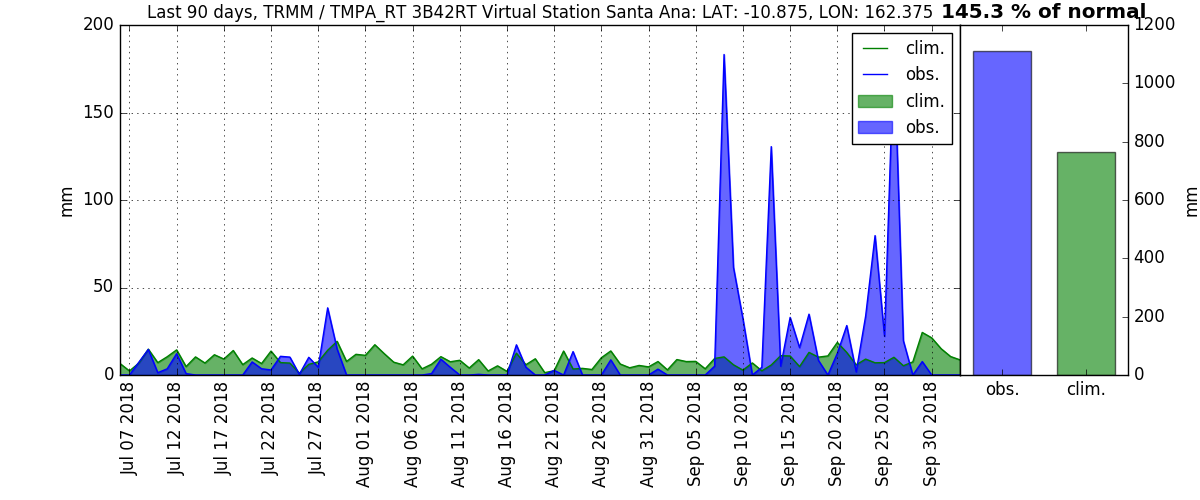 Last 90 days, TRMM / TMPA_RT 3B42RT Virtual Station Santa Ana: LAT: -10.875, LON: 162.375 145.3 % of normal
200
150
100
50
0
mm
clim.
obs.
clim.
obs.
1200
1000
800
600
400
200
0
mm
Jul 07 2018
Jul 12 2018
Jul 17 2018
Jul 22 2018
Jul 27 2018
Aug 01 2018
Aug 06 2018
Aug 11 2018
Aug 16 2018
Aug 21 2018
Aug 26 2018
Aug 31 2018
Sep 05 2018
Sep 10 2018
Sep 15 2018
Sep 20 2018
Sep 25 2018
Sep 30 2018
obs.
clim.